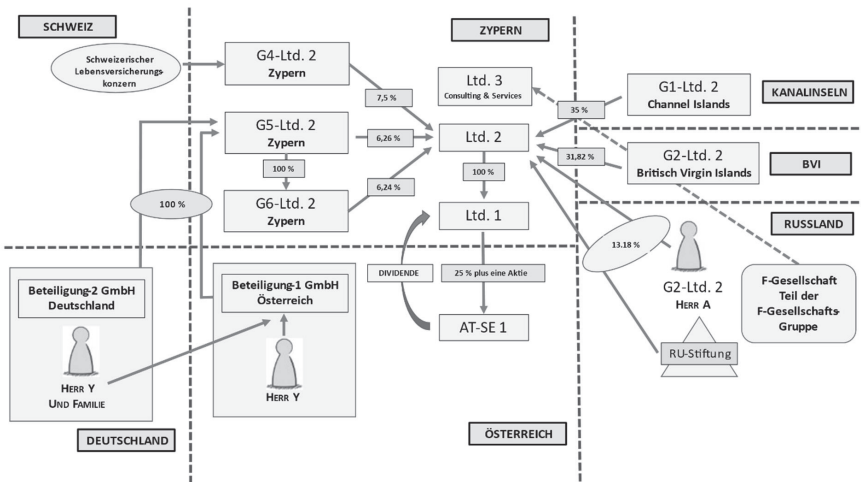 SCHWEIZ
ZYPERN
Schweizerischer
Lebensversicherungs-
konzern
G4-Ltd. 2
Zypern
Ltd. 3
Consulting & Services
G1-Ltd. 2
Channel Islands
KANALINSELN
7,5 %
35 %
G5-Ltd. 2
Zypern
6,26 %
Ltd. 2
31,82 %
G2-Ltd. 2
Britisch Virgin Islands
BVI
100 %
100 %
6,24 %
G6-Ltd. 2
Zypern
100 %
Ltd. 1
RUSSLAND
13.18 %
DIVIDENDE
25 % plus eine Aktie
Beteiligung-2 GmbH
Deutschland
Beteiligung-1 GmbH
Österreich
G2-Ltd. 2
HERR A
F-Gesellschaft
Teil der
F-Gesellschafts-
Gruppe
AT-SE 1
RU-Stiftung
HERR Y
UND FAMILIE
HERR Y
DEUTSCHLAND
ÖSTERREICH